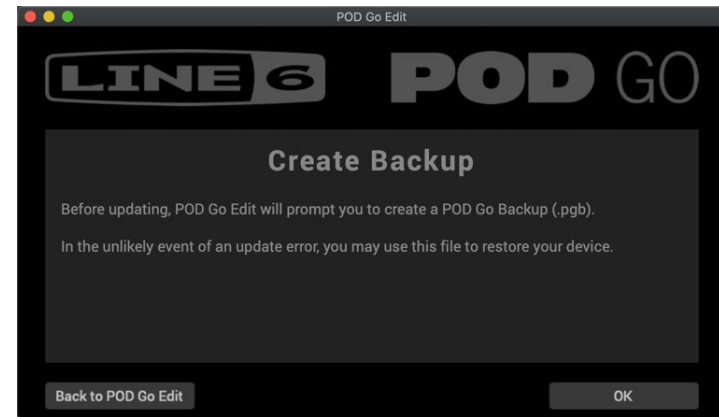 POD Go Edit
LINE 6 POD GO
Create Backup
Before updating, POD Go Edit will prompt you to create a POD Go Backup (.pgb).
In the unlikely event of an update error, you may use this file to restore your device.
Back to POD Go Edit
OK